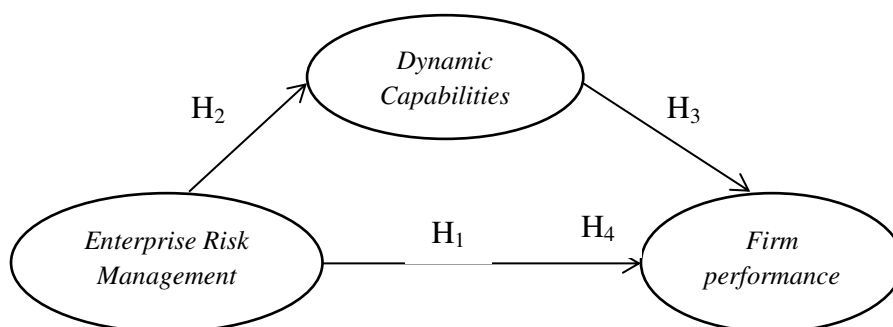 Dynamic
Capabilities
H₂
H₃
Enterprise Risk
Management
H₁
H₄
Firm
performance